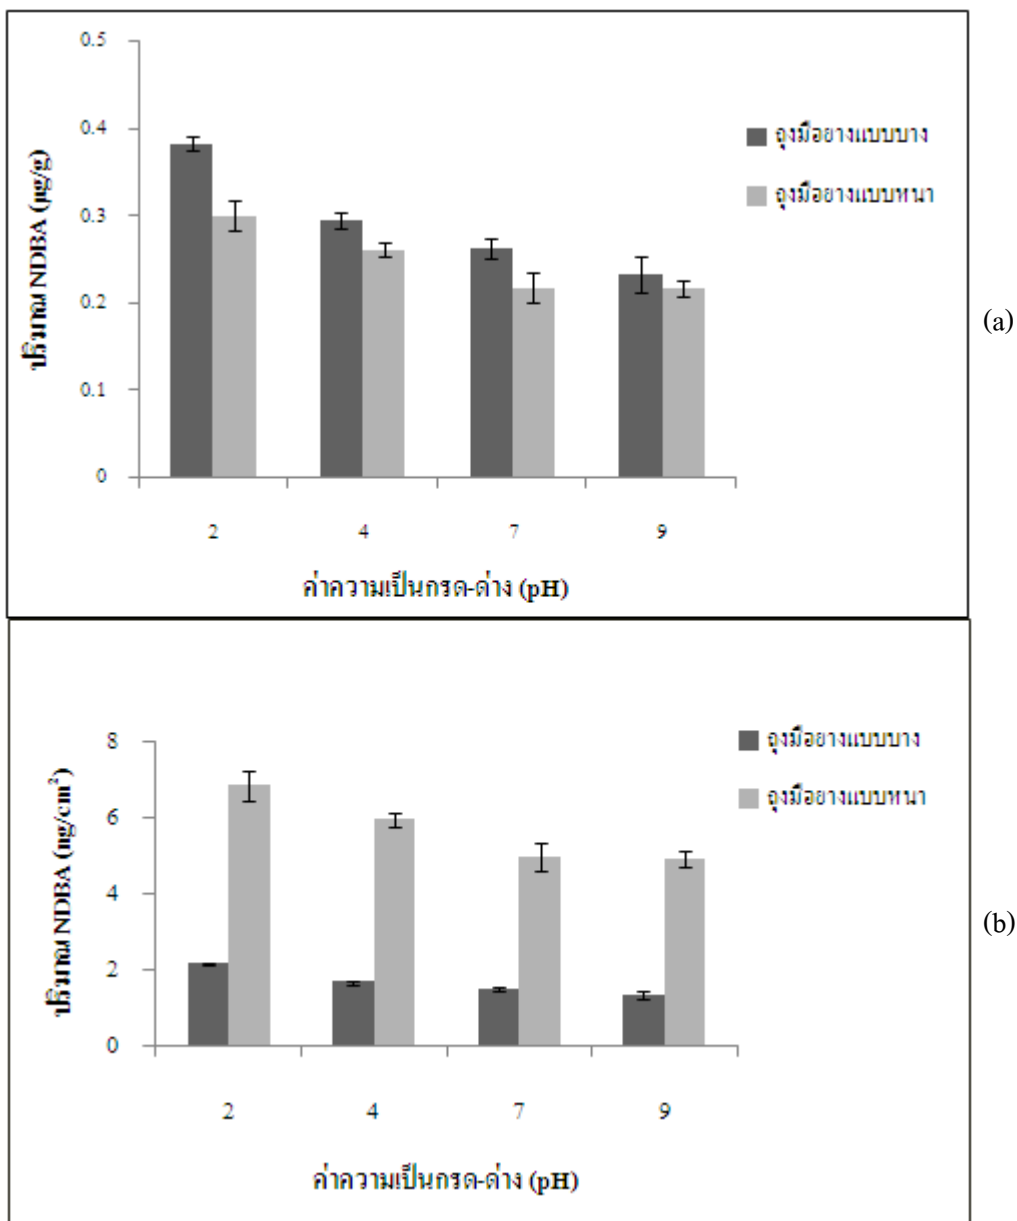 0.5
0.4
0.3
0.2
0.1
0
ปริมาณ NDBA (µg/g)
ถุงมือยางแบบบาง
ถุงมือยางแบบหนา
2 4 7 9
ค่าความเป็นกรด-ด่าง (pH)
(a)
8
6
4
2
0
ปริมาณ NDBA (ng/cm²)
ถุงมือยางแบบบาง
ถุงมือยางแบบหนา
2 4 7 9
ค่าความเป็นกรด-ด่าง (pH)
(b)